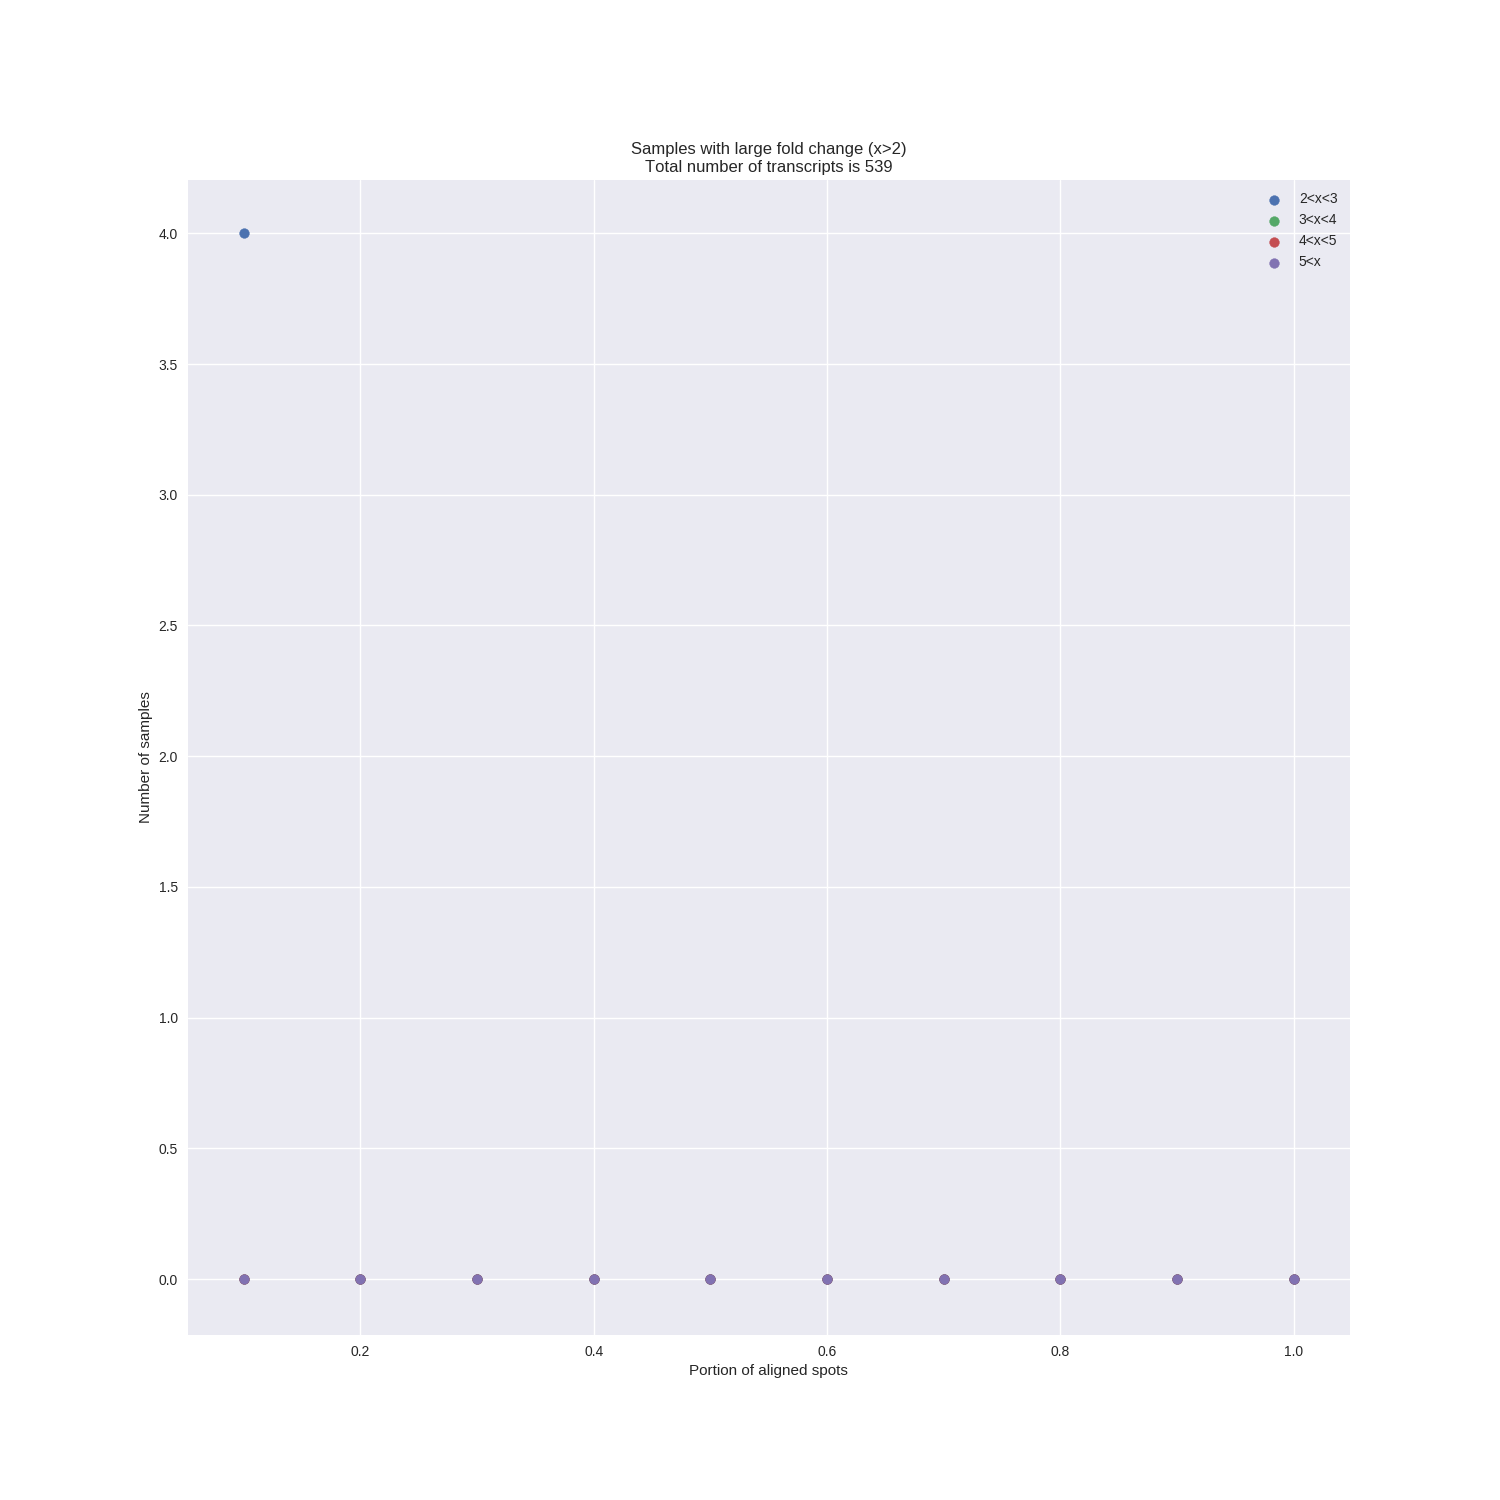 Samples with large fold change (x>2)
Total number of transcripts is 539
2<x<3
3<x<4
4<x<5
5<x
4.0
3.5
3.0
2.5
2.0
1.5
1.0
0.5
0.0
Number of samples
0.2 0.4 0.6 0.8 1.0
Portion of aligned spots